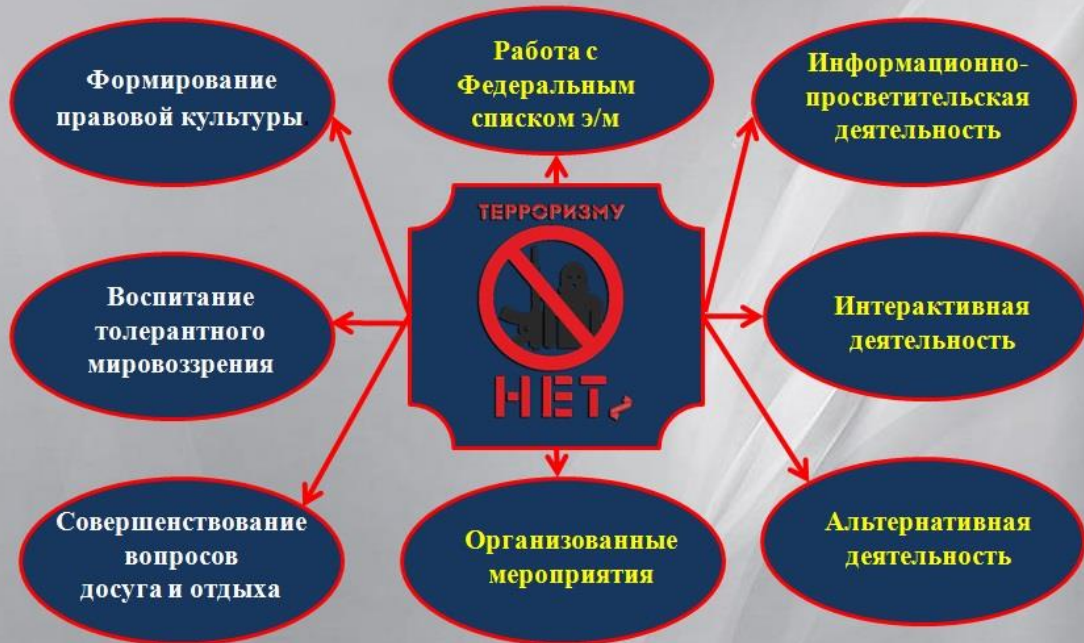 Формирование
правовой культуры.
Работа с
Федеральным
списком э/м
Информационно-
просветительская
деятельность
ТЕРРОРИЗМУ
НЕТ
Воспитание
толерантного
мировоззрения
Интерактивная
деятельность
Совершенствование
вопросов
досуга и отдыха
Организованные
мероприятия
Альтернативная
деятельность